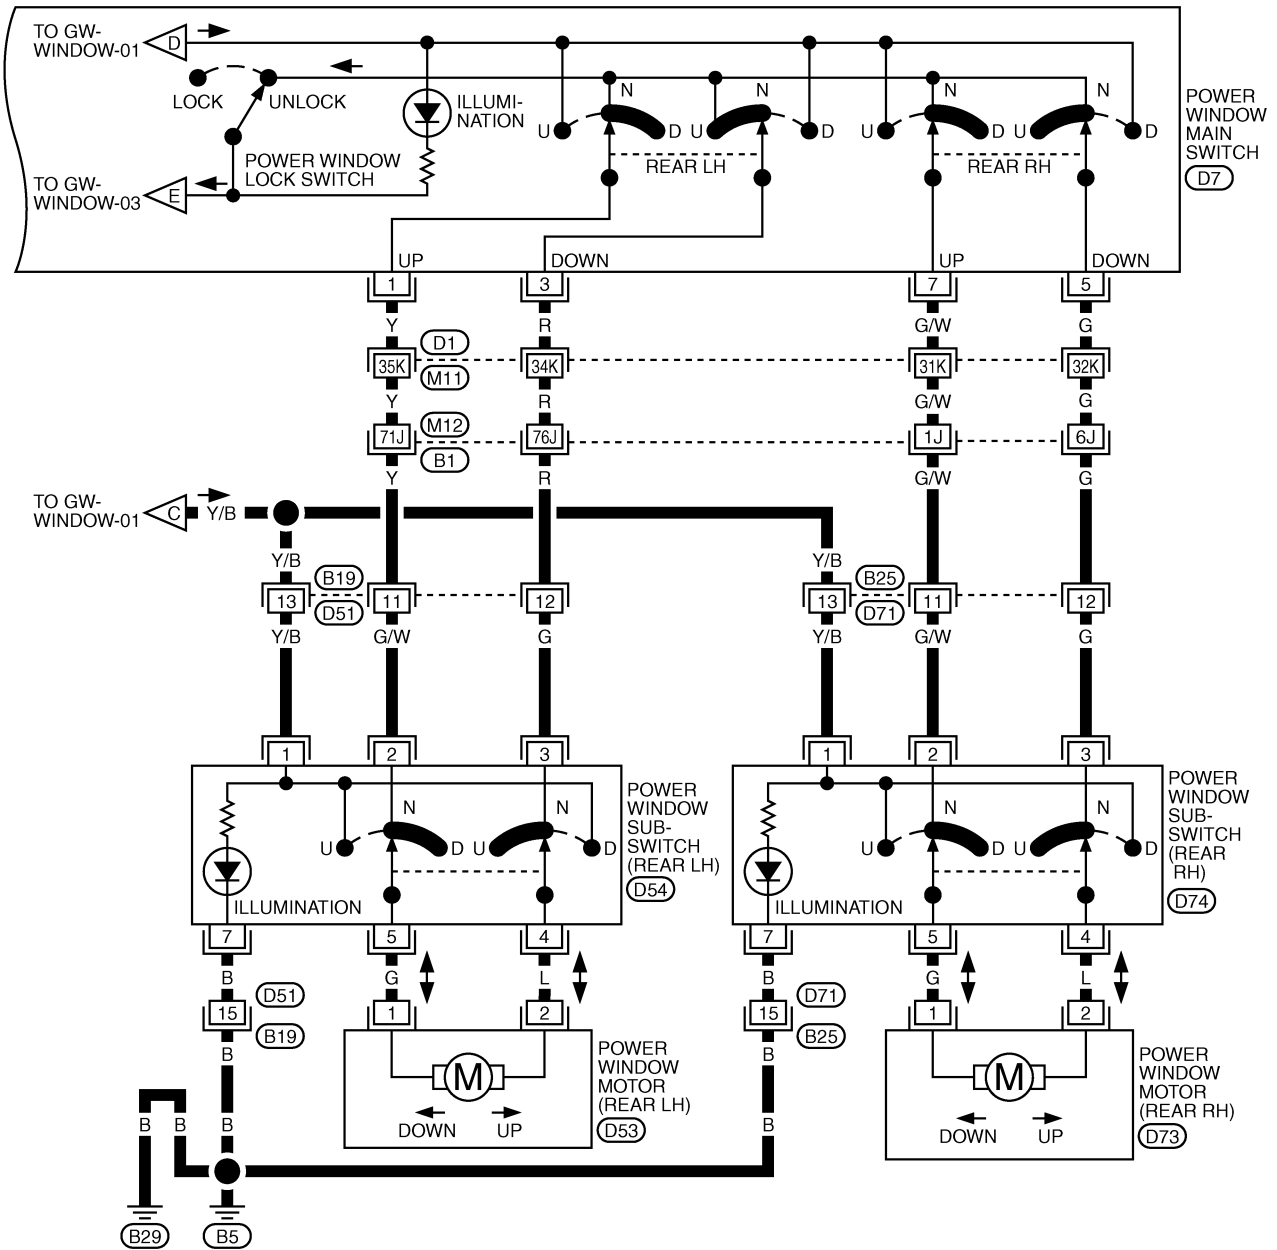 TO GW-
WINDOW-01
D
LOCK
UNLOCK
POWER WINDOW
LOCK SWITCH
TO GW-
WINDOW-03
E
ILLUMI-
NATION
U
N
D
U
N
D
REAR LH
U
N
D
U
N
D
REAR RH
POWER
WINDOW
MAIN
SWITCH
D7
UP
DOWN
UP
DOWN
1
3
7
5
Y
R
G/W
G
D1
35K
34K
31K
32K
M11
Y
R
G/W
G
M12
71J
76J
1J
6J
B1
Y
R
G/W
G
TO GW-
WINDOW-01
C
Y/B
Y/B
Y/B
B19
B25
13
11
12
13
11
12
D51
D71
Y/B
G/W
G
Y/B
G/W
G
1
2
3
1
2
3
N
U
D
U
D
ILLUMINATION
POWER
WINDOW
SUB-
SWITCH
(REAR LH)
D54
N
N
U
D
U
D
ILLUMINATION
POWER
WINDOW
SUB-
SWITCH
(REAR
RH)
D74
7
5
4
7
5
4
B
G
L
B
G
L
D51
D71
15
1
2
15
1
2
B19
B25
B
B
M
DOWN
UP
POWER
WINDOW
MOTOR
(REAR LH)
D53
M
DOWN
UP
POWER
WINDOW
MOTOR
(REAR RH)
D73
B
B
B
B
B29
B5